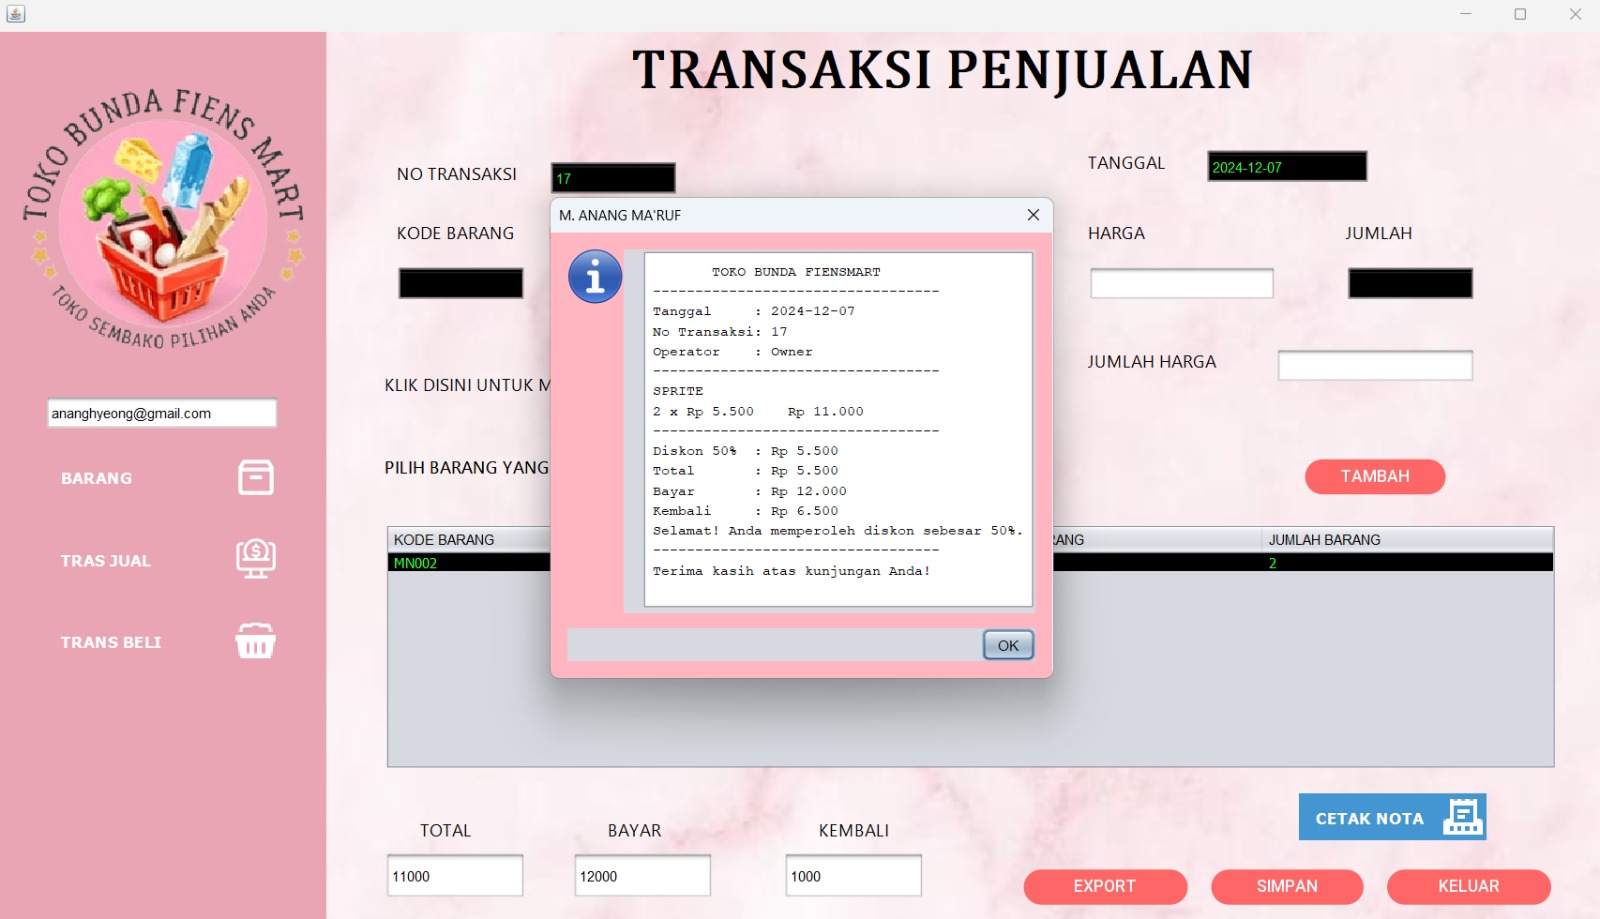 TRANSAKSI PENJUALAN
TOKO BUNDA FIENS MART
TOKO SEMBAKO PILIHAN ANDA
ananghyeong@gmail.com
BARANG
TRAS JUAL
TRANS BELI
NO TRANSAKSI 17
TANGGAL 2024-12-07
KODE BARANG
HARGA
JUMLAH
JUMLAH HARGA
KLIK DISINI UNTUK M
PILIH BARANG YANG
TAMBAH
M. ANANG MA'RUF
TOKO BUNDA FIENSMART
----------------------------------
Tanggal : 2024-12-07
No Transaksi: 17
Operator : Owner
----------------------------------
SPRITE
2 x Rp 5.500 Rp 11.000
----------------------------------
Diskon 50% : Rp 5.500
Total : Rp 5.500
Bayar : Rp 12.000
Kembali : Rp 6.500
Selamat! Anda memperoleh diskon sebesar 50%.
----------------------------------
Terima kasih atas kunjungan Anda!
OK
KODE BARANG RANG JUMLAH BARANG
MN002 2
CETAK NOTA
TOTAL BAYAR KEMBALI
11000 12000 1000
EXPORT SIMPAN KELUAR